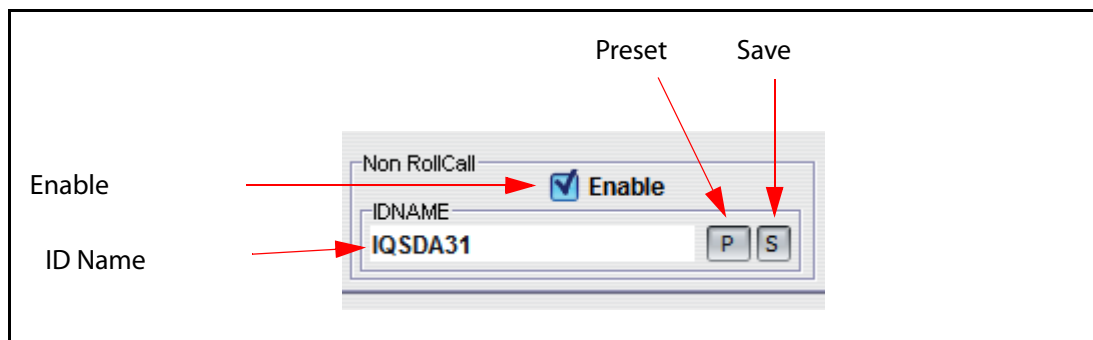 Preset Save
Non RollCall
Enable Enable
IDNAME
IQSDA31 P S
ID Name